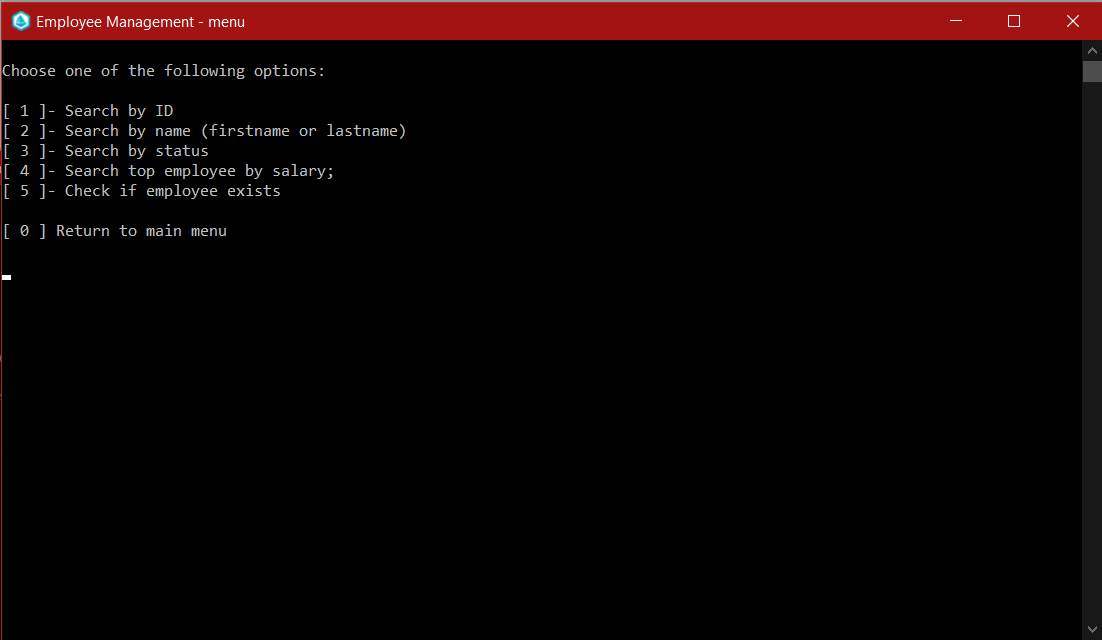 Employee Management - menu
Choose one of the following options:
[ 1 ]- Search by ID
[ 2 ]- Search by name (firstname or lastname)
[ 3 ]- Search by status
[ 4 ]- Search top employee by salary;
[ 5 ]- Check if employee exists
[ 0 ] Return to main menu